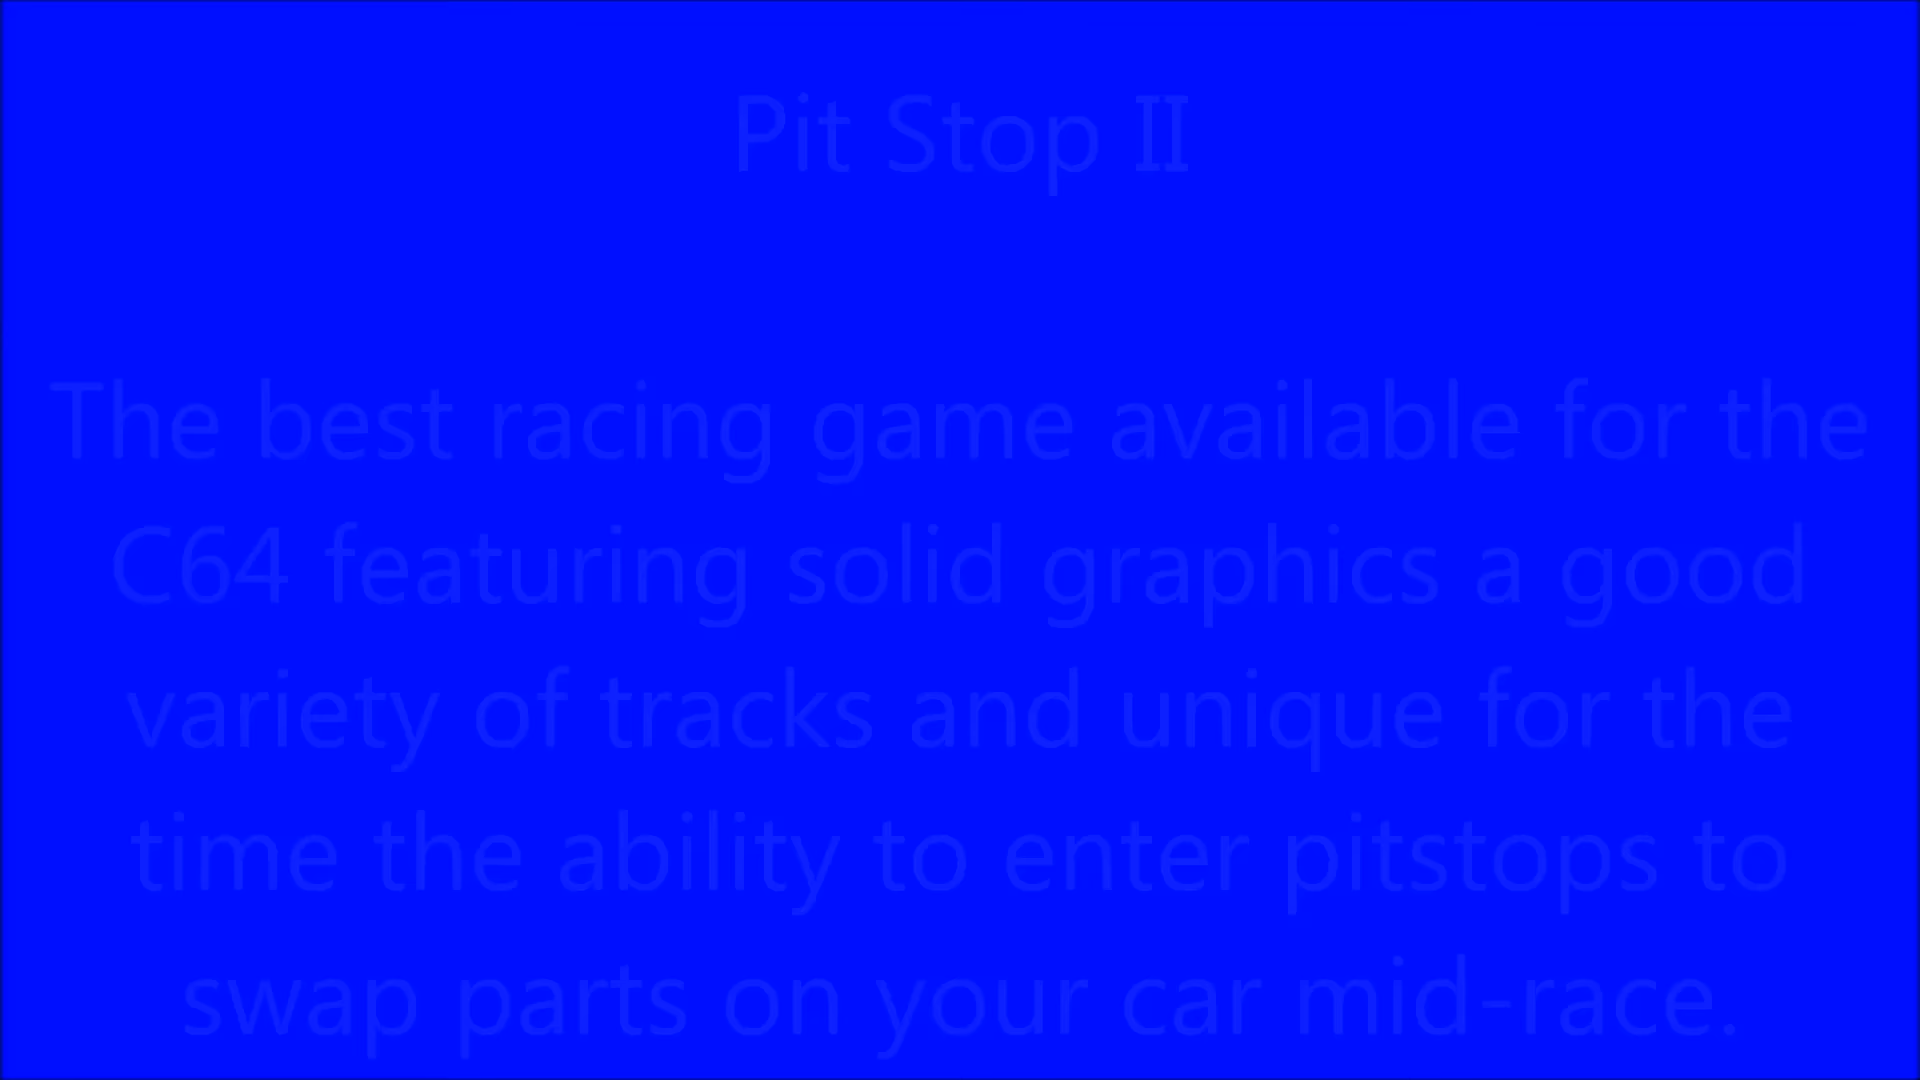 Pit Stop II
The best racing game available for the
C64 featuring solid graphics a good
variety of tracks and unique for the
time the ability to enter pitstops to
swap parts on your car mid-race.